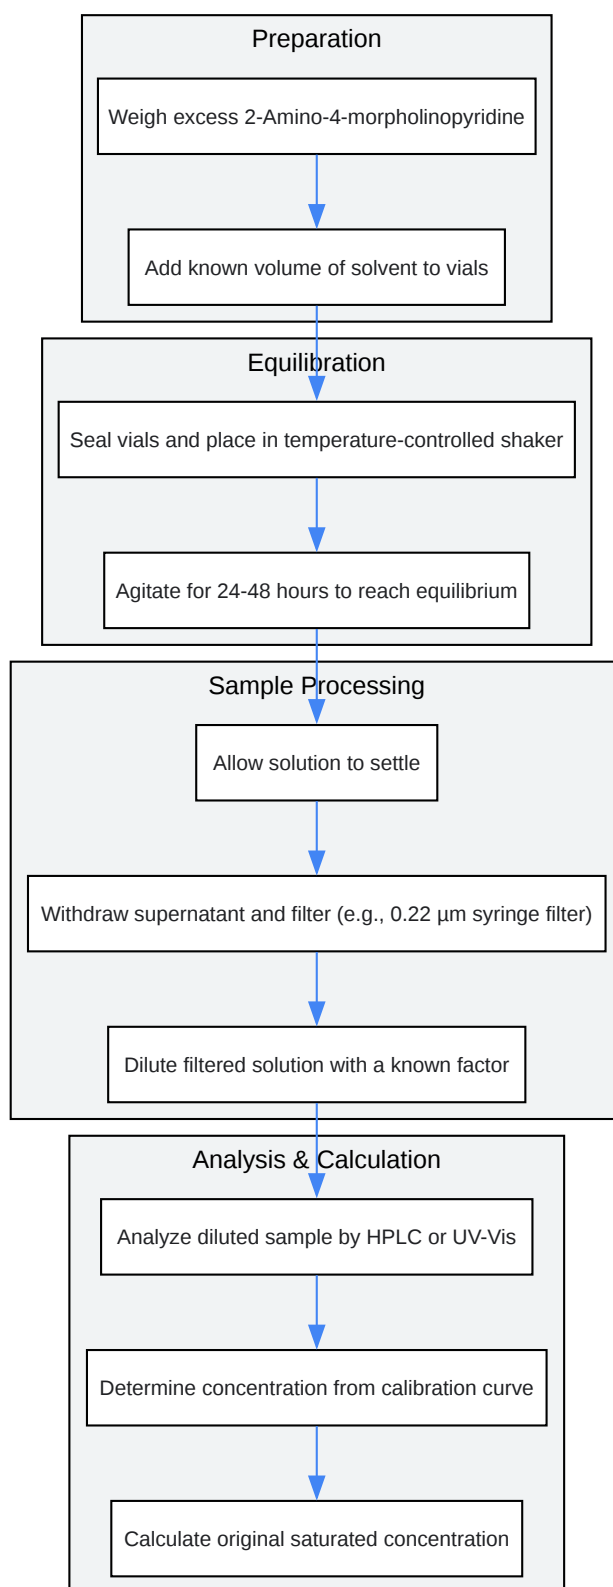 Preparation
Weigh excess 2-Amino-4-morpholinopyridine
Add known volume of solvent to vials
Equilibration
Seal vials and place in temperature-controlled shaker
Agitate for 24-48 hours to reach equilibrium
Sample Processing
Allow solution to settle
Withdraw supernatant and filter (e.g., 0.22 µm syringe filter)
Dilute filtered solution with a known factor
Analysis & Calculation
Analyze diluted sample by HPLC or UV-Vis
Determine concentration from calibration curve
Calculate original saturated concentration